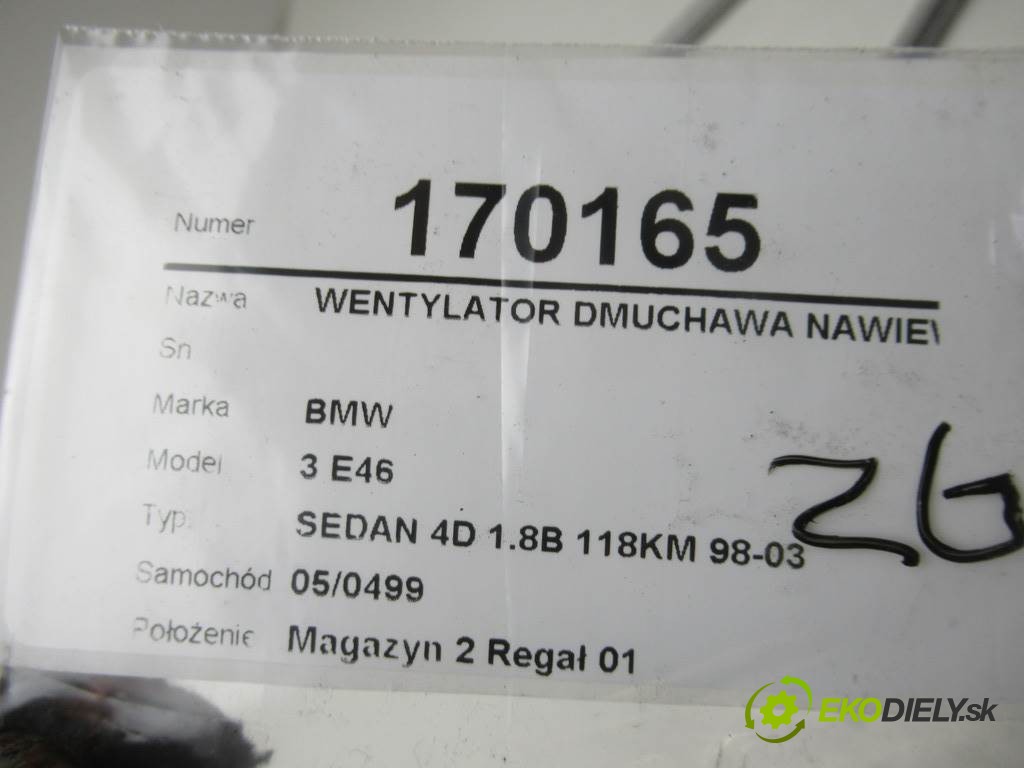 Numer 170165
Nazwa WENTYLATOR DMUCHAWA NAWIEW
Sn
Marka BMW
Model 3 E46
Typ: SEDAN 4D 1.8B 118KM 98-03
Samochód 05/0499
Położenie Magazyn 2 Regał 01
ZG
EKODIELY.sk